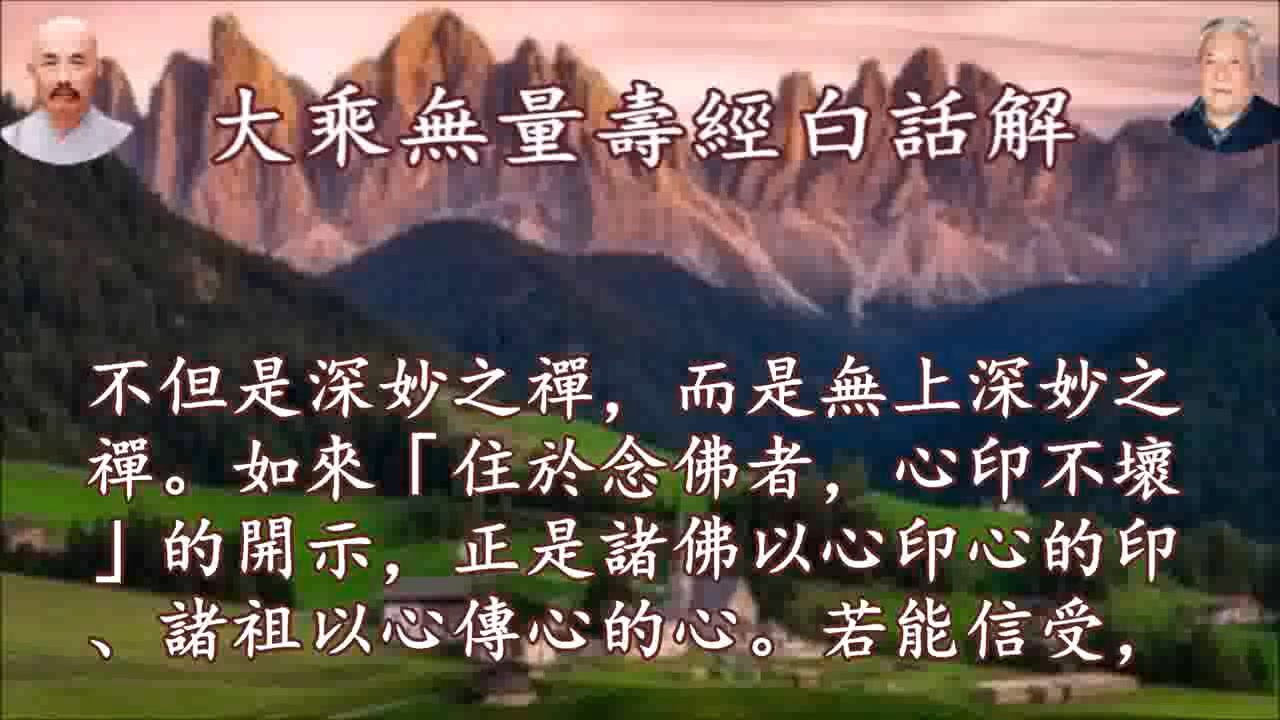 大乘無量壽經白話解
不但是深妙之禪，而是無上深妙之
禪。如來「住於念佛者，心印不壞
」的開示，正是諸佛以心印心的印
、諸祖以心傳心的心。若能信受，